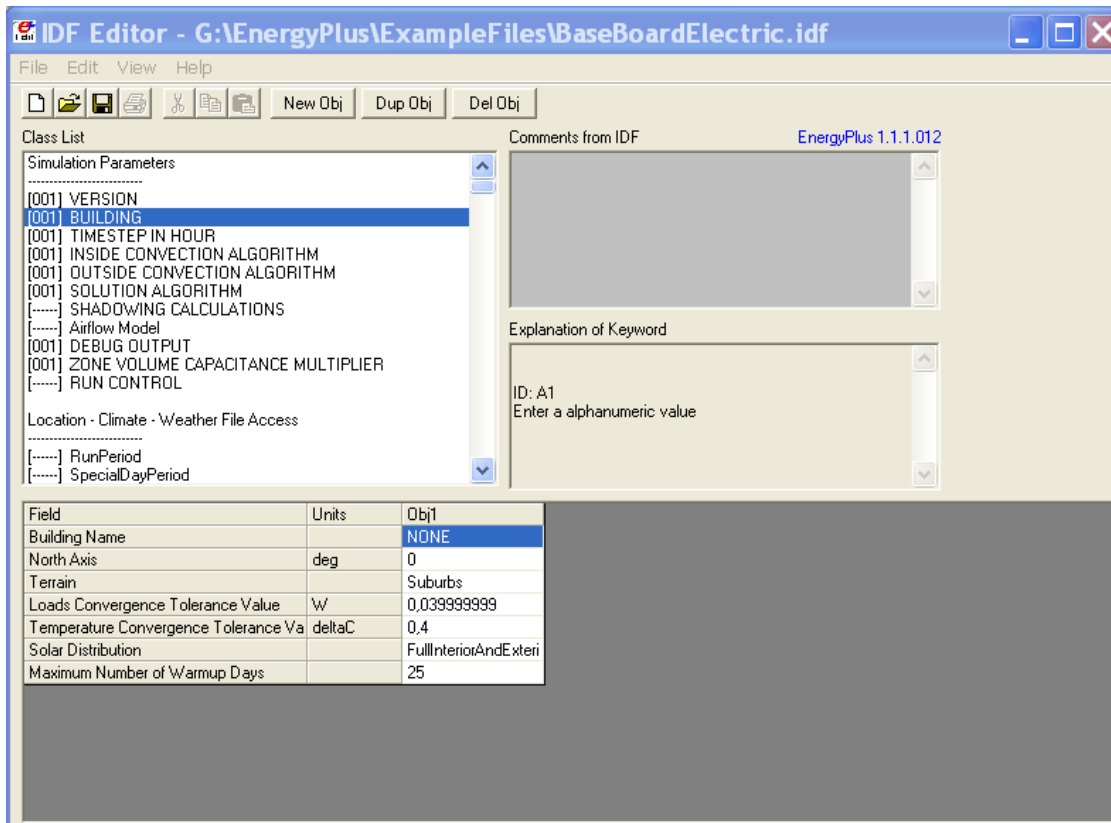 IDF Editor - G:\EnergyPlus\ExampleFiles\BaseBoardElectric.idf
File Edit View Help
New Obj Dup Obj Del Obj
Class List
Simulation Parameters
--------------------------
[001] VERSION
[001] BUILDING
[001] TIMESTEP IN HOUR
[001] INSIDE CONVECTION ALGORITHM
[001] OUTSIDE CONVECTION ALGORITHM
[001] SOLUTION ALGORITHM
[------] SHADOWING CALCULATIONS
[------] Airflow Model
[001] DEBUG OUTPUT
[001] ZONE VOLUME CAPACITANCE MULTIPLIER
[------] RUN CONTROL
Location - Climate - Weather File Access
--------------------------
[------] RunPeriod
[------] SpecialDayPeriod
Comments from IDF EnergyPlus 1.1.1.012
Explanation of Keyword
ID: A1
Enter a alphanumeric value
Field Units Obj1
Building Name NONE
North Axis deg 0
Terrain Suburbs
Loads Convergence Tolerance Value W 0,039999999
Temperature Convergence Tolerance Va deltaC 0,4
Solar Distribution FullInteriorAndExteri
Maximum Number of Warmup Days 25